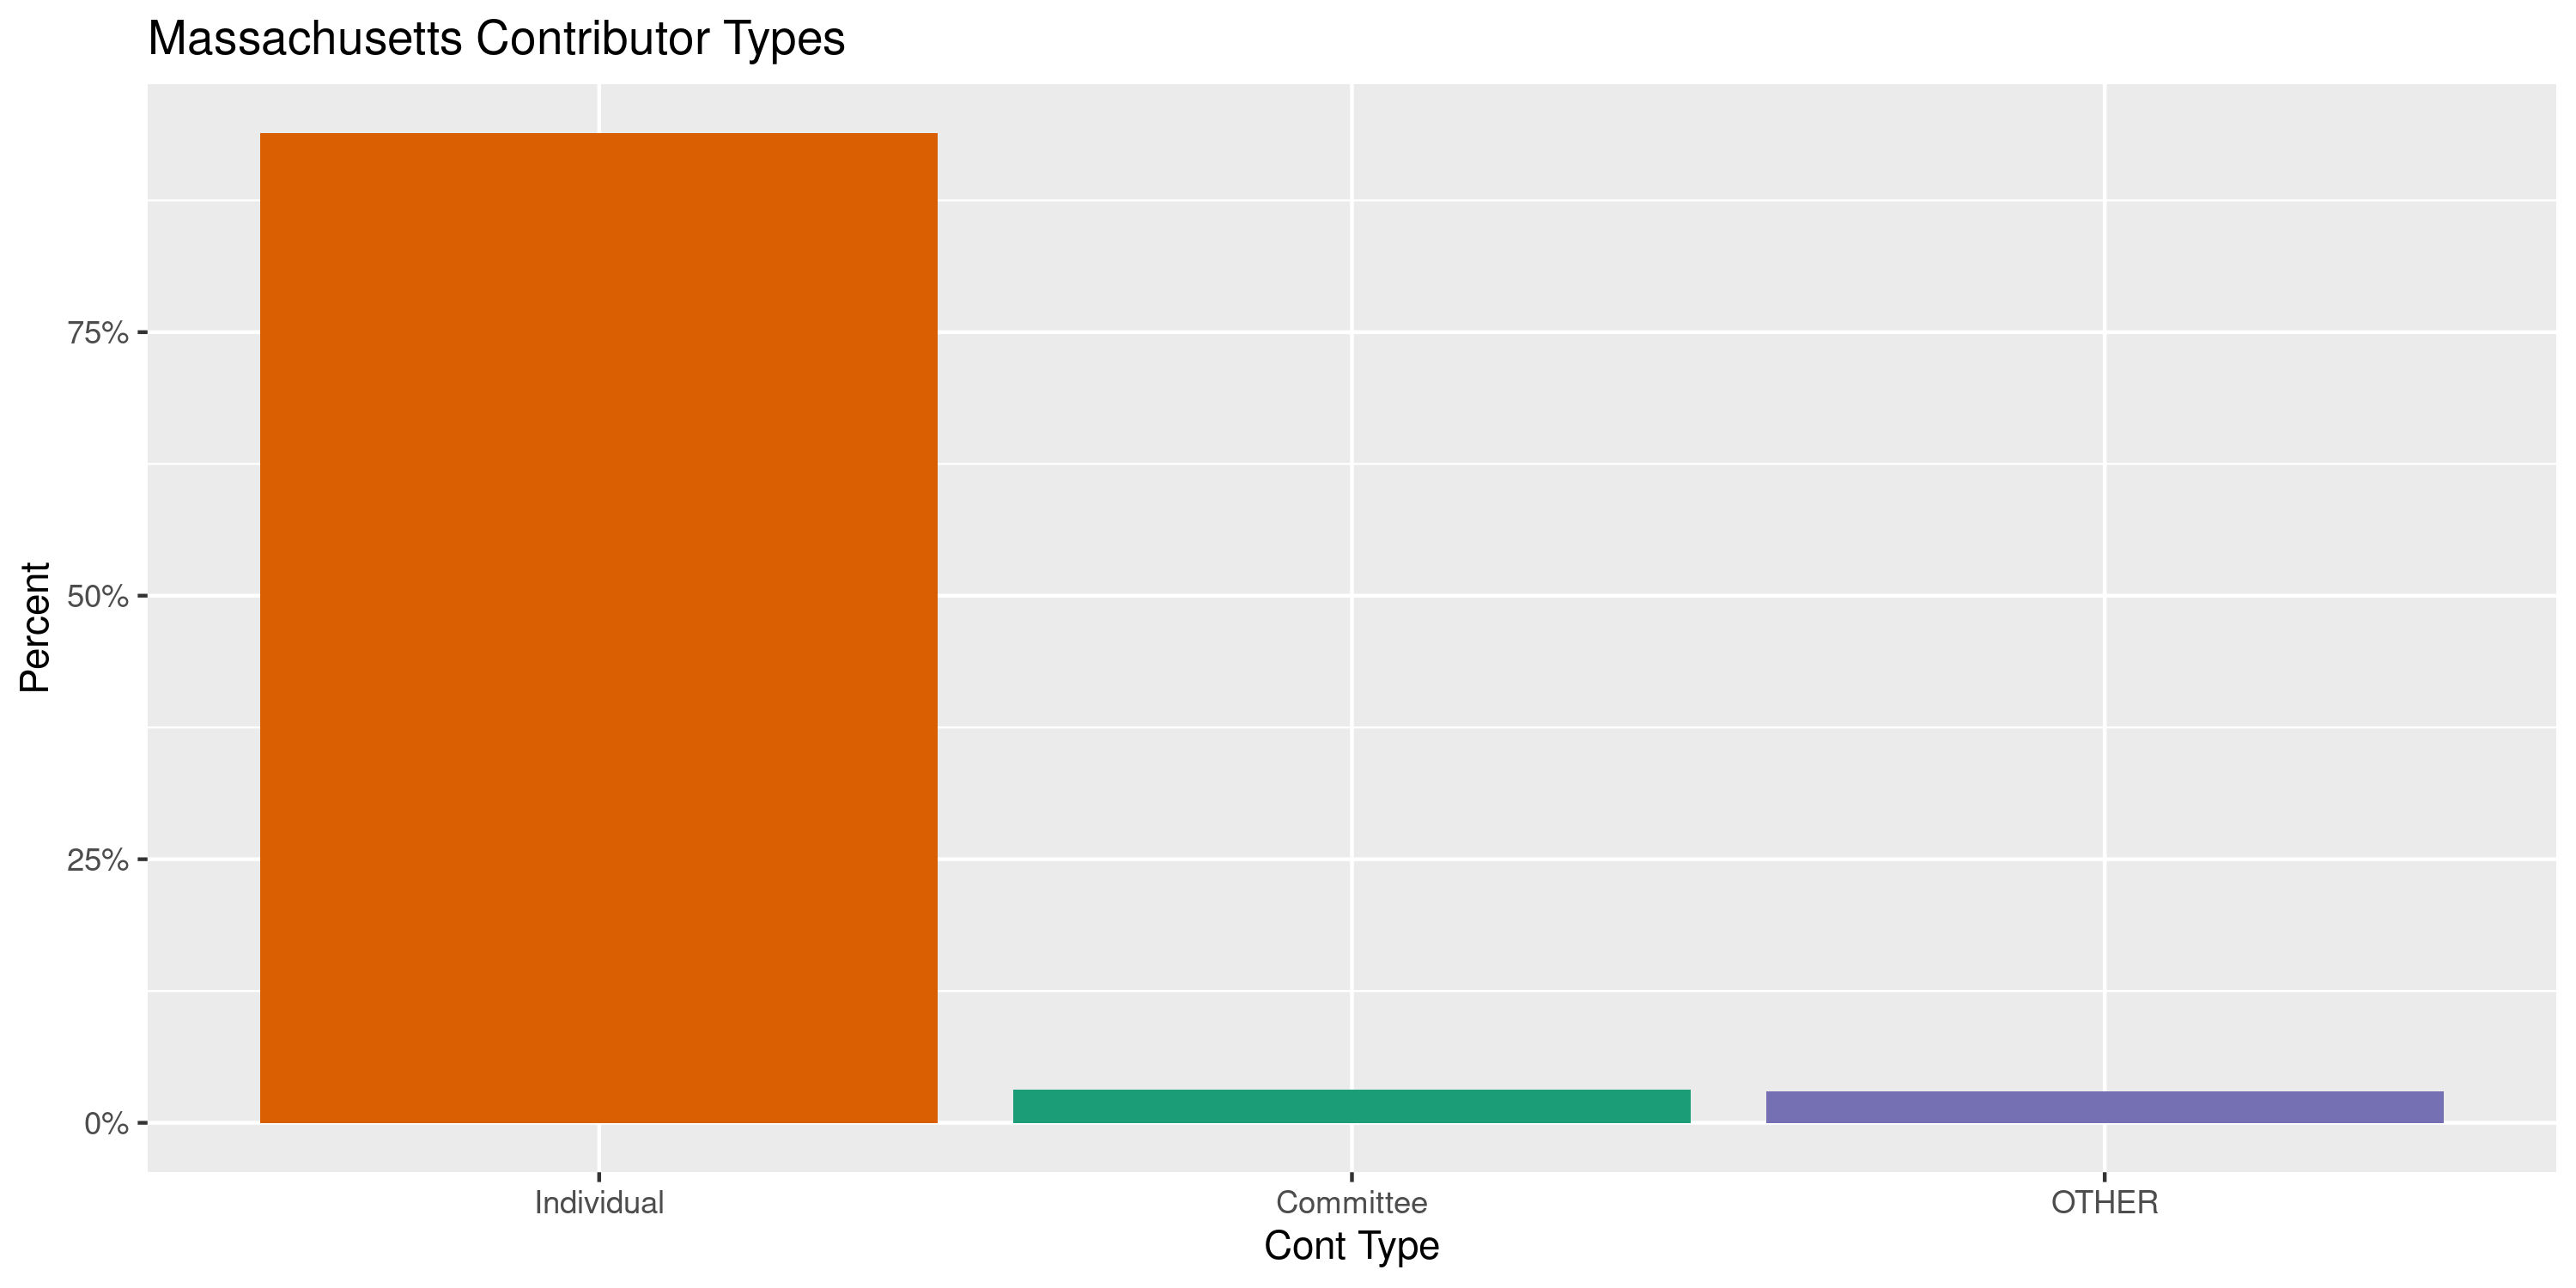 Massachusetts Contributor Types
Percent
75%
50%
25%
0%
Individual
Committee
OTHER
Cont Type